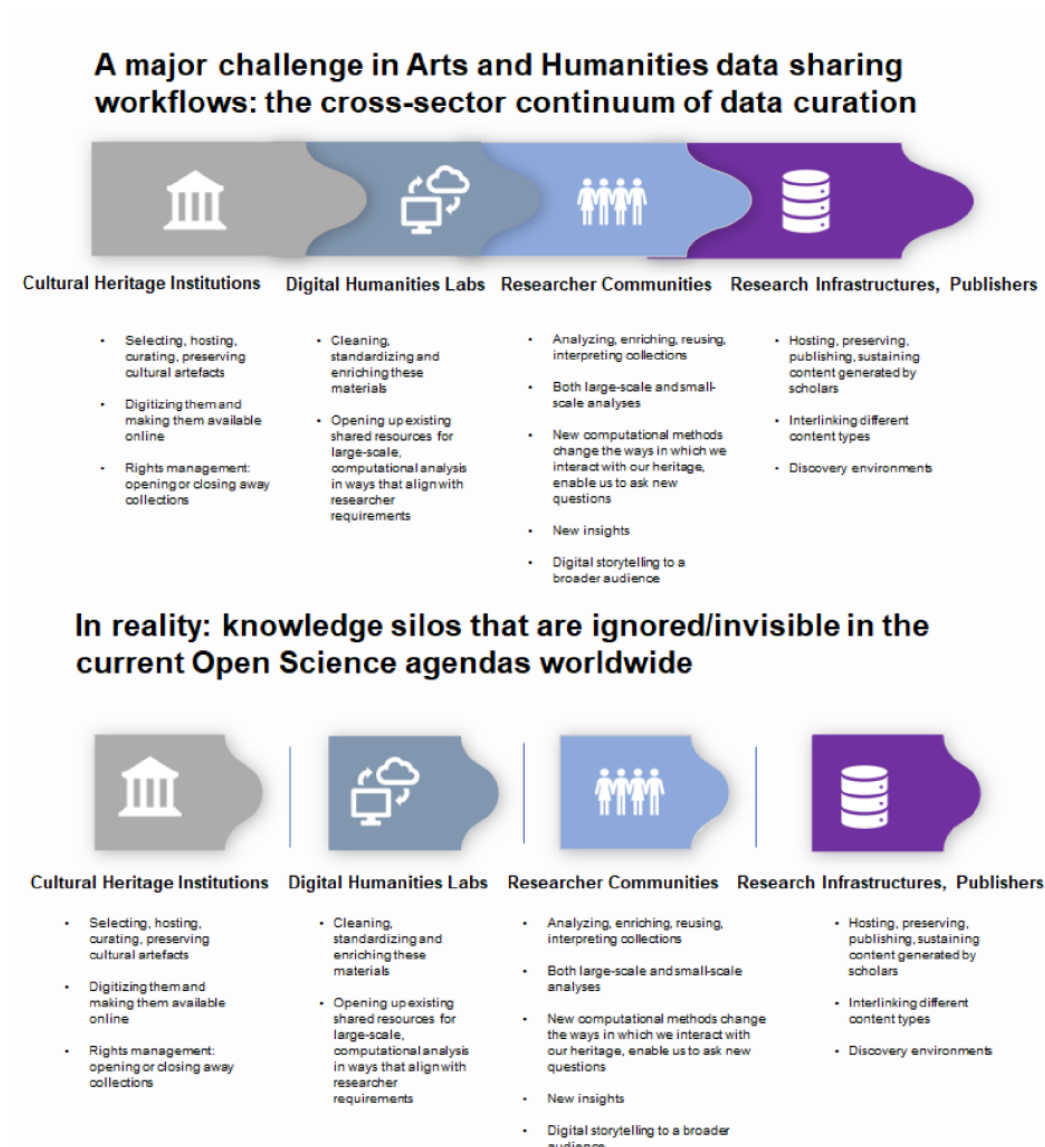 A major challenge in Arts and Humanities data sharing
workflows: the cross-sector continuum of data curation
Cultural Heritage Institutions
• Selecting, hosting,
curating, preserving
cultural artefacts
• Digitizing them and
making them available
online
• Rights management:
opening or closing away
collections
Digital Humanities Labs
• Cleaning,
standardizing and
enriching these
materials
• Opening up existing
shared resources for
large-scale,
computational analysis
in ways that align with
researcher
requirements
Researcher Communities
• Analyzing, enriching, reusing,
interpreting collections
• Both large-scale and small-
scale analyses
• New computational methods
change the ways in which we
interact with our heritage,
enable us to ask new
questions
• New insights
• Digital storytelling to a
broader audience
Research Infrastructures, Publishers
• Hosting, preserving,
publishing, sustaining
content generated by
scholars
• Interlinking different
content types
• Discovery environments
In reality: knowledge silos that are ignored/invisible in the
current Open Science agendas worldwide
Cultural Heritage Institutions
• Selecting, hosting,
curating, preserving
cultural artefacts
• Digitizing them and
making them available
online
• Rights management:
opening or closing away
collections
Digital Humanities Labs
• Cleaning,
standardizing and
enriching these
materials
• Opening up existing
shared resources for
large-scale,
computational analysis
in ways that align with
researcher
requirements
Researcher Communities
• Analyzing, enriching, reusing,
interpreting collections
• Both large-scale and small-scale
analyses
• New computational methods change
the ways in which we interact with
our heritage, enable us to ask new
questions
• New insights
• Digital storytelling to a broader
audience
Research Infrastructures, Publishers
• Hosting, preserving,
publishing, sustaining
content generated by
scholars
• Interlinking different
content types
• Discovery environments